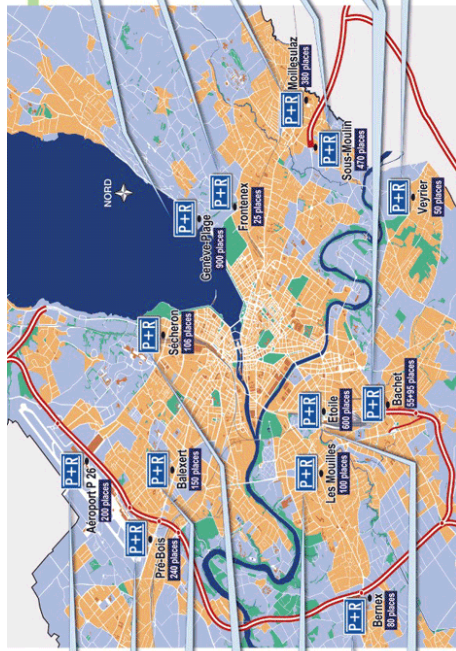 NORD
P+R
Genève-Plage
900 places
P+R
Frontenex
25 places
P+R
Moillesulaz
380 places
P+R
Sous-Moulin
470 places
P+R
Veyrier
50 places
P+R
Sécheron
106 places
P+R
Aéroport P 26
200 places
P+R
Balexert
150 places
P+R
Pré-Bois
240 places
P+R
Etoile
600 places
P+R
Bachet
55+95 places
P+R
Les Mouilles
100 places
P+R
Bernex
80 places